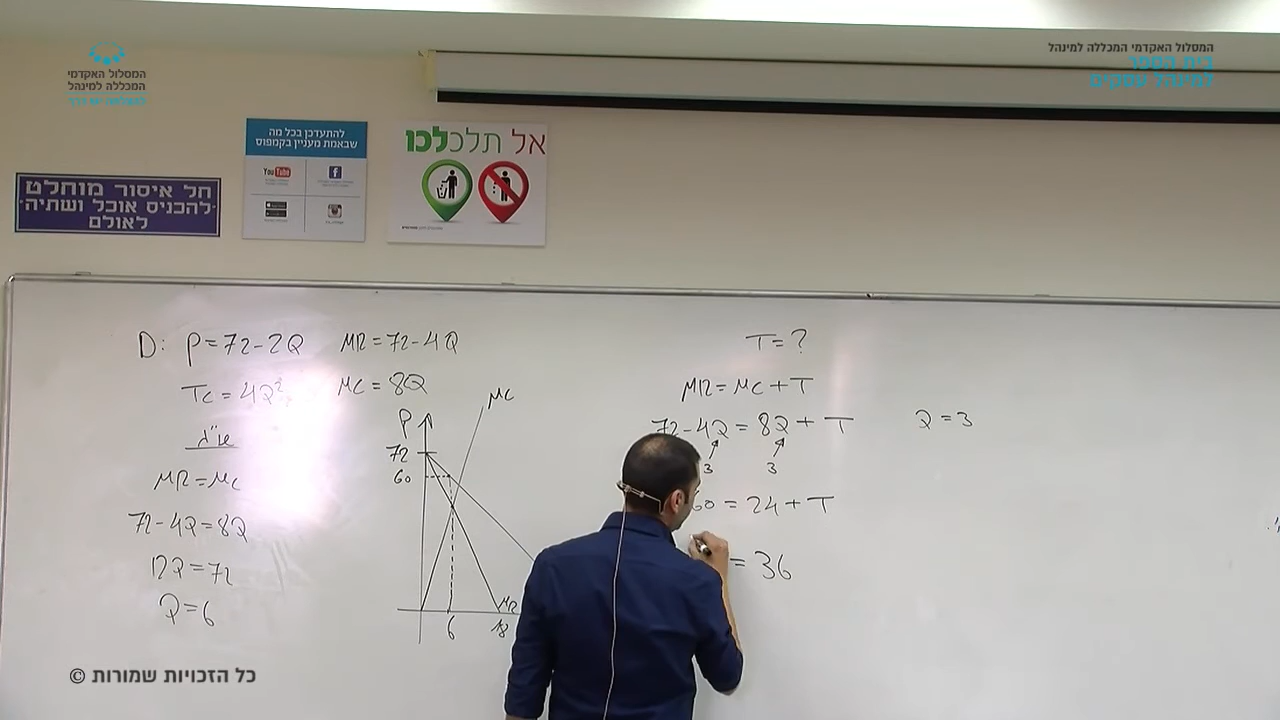 המסלול האקדמי
המכללה למינהל
המסלול האקדמי המכללה למינהל
בית הספר
למינהל עסקים
חל איסור מוחלט
להכניס אוכל ושתיה
לאולם
להתעדכן בכל מה
שבאמת מעניין בקמפוס
YouTube
אל תלכלכו
D: P=72-2Q MR=72-4Q
TC=4Q² MC=8Q
שו"ג
MR=MC
72-4Q=8Q
12Q=72
Q=6
P
72
60
MC
6
18
MR
T=?
MR=MC+T
72-4Q=8Q+T Q=3
3 3
60=24+T
=36
כל הזכויות שמורות ©